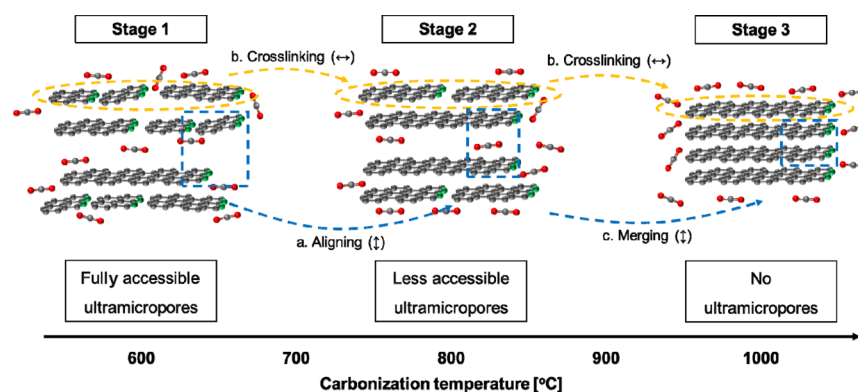 Stage 1
Stage 2
Stage 3
b. Crosslinking (↔)
b. Crosslinking (↔)
a. Aligning (↕)
c. Merging (↕)
Fully accessible
ultramicropores
Less accessible
ultramicropores
No
ultramicropores
600
700
800
900
1000
Carbonization temperature [ºC]